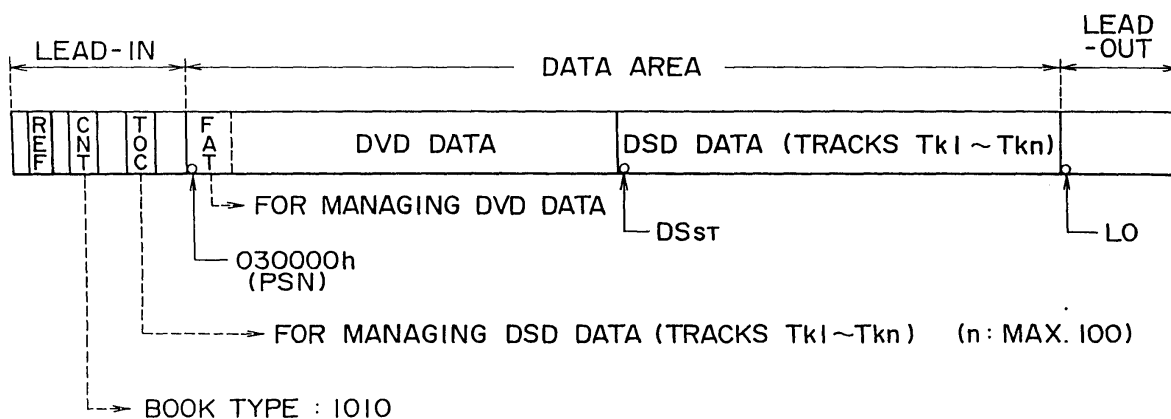 LEAD-IN
DATA AREA
LEAD
-OUT
REF
CNT
TOC
FAT
DVD DATA
DSD DATA (TRACKS Tk1 ~ Tkn)
FOR MANAGING DVD DATA
DSST
LO
030000h
(PSN)
FOR MANAGING DSD DATA (TRACKS Tk1~Tkn) (n: MAX. 100)
BOOK TYPE : 1010